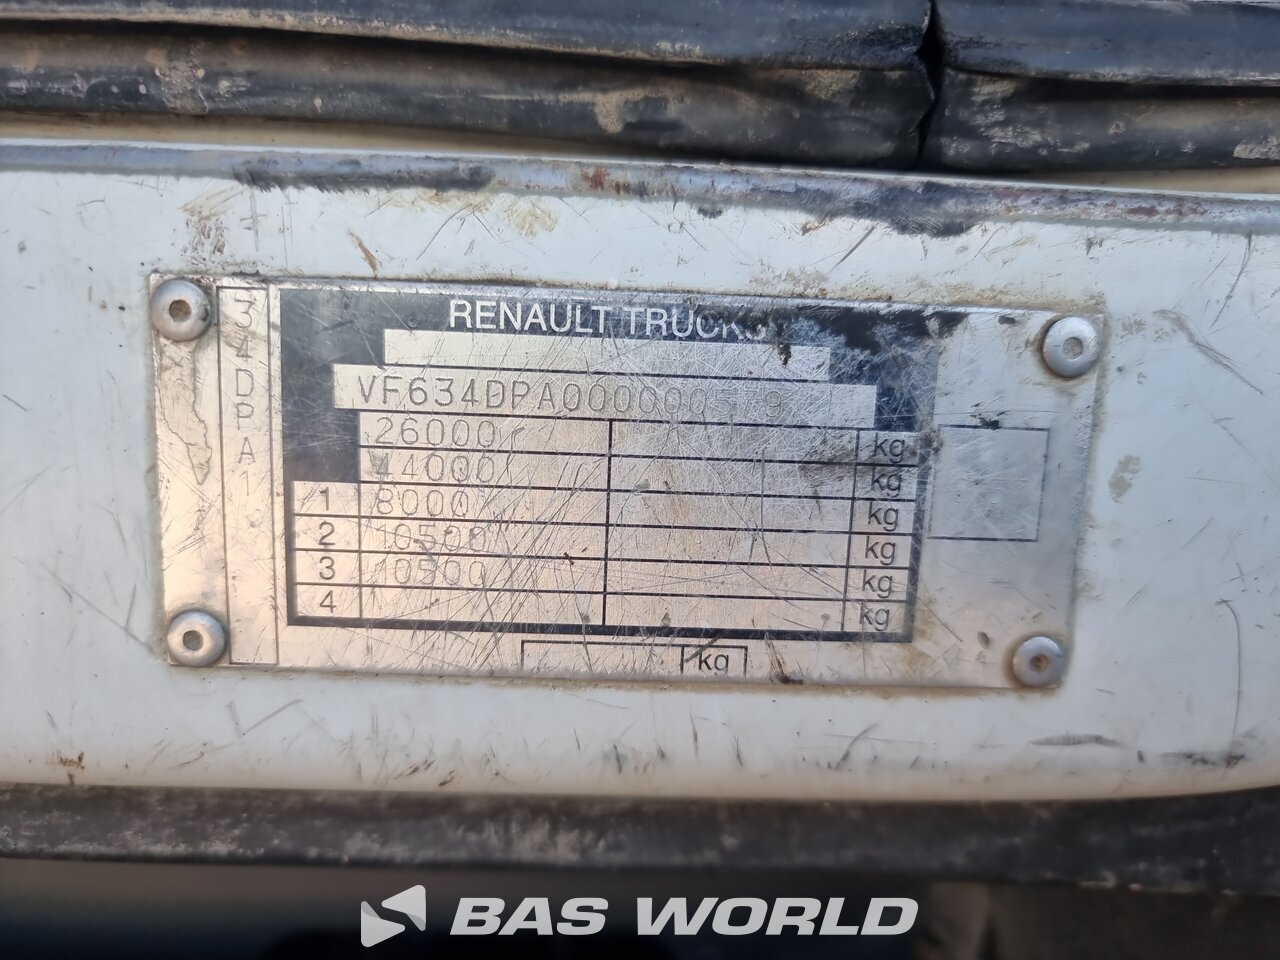 RENAULT TRUCKS
34DPA1
26000 kg
44000 kg
1 8000 kg
2 10500 kg
3 10500 kg
4 kg
kg
BAS WORLD